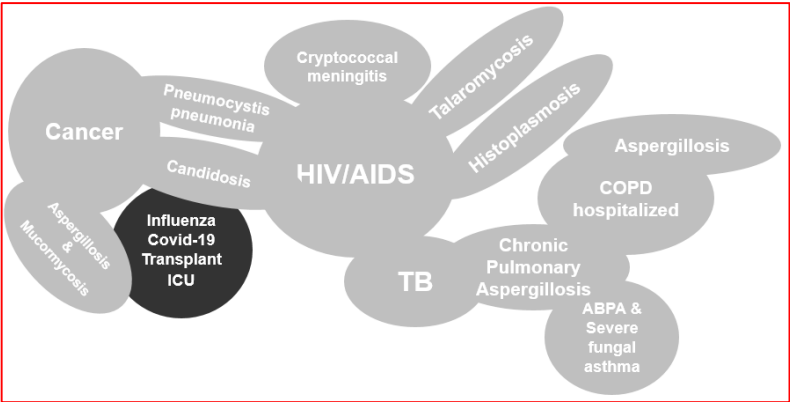 Cancer
Pneumocystis
pneumonia
Candidosis
Aspergillosis
&
Mucormycosis
Influenza
Covid-19
Transplant
ICU
Cryptococcal
meningitis
HIV/AIDS
Talaromycosis
Histoplasmosis
TB
Aspergillosis
COPD
hospitalized
Chronic
Pulmonary
Aspergillosis
ABPA &
Severe
fungal
asthma